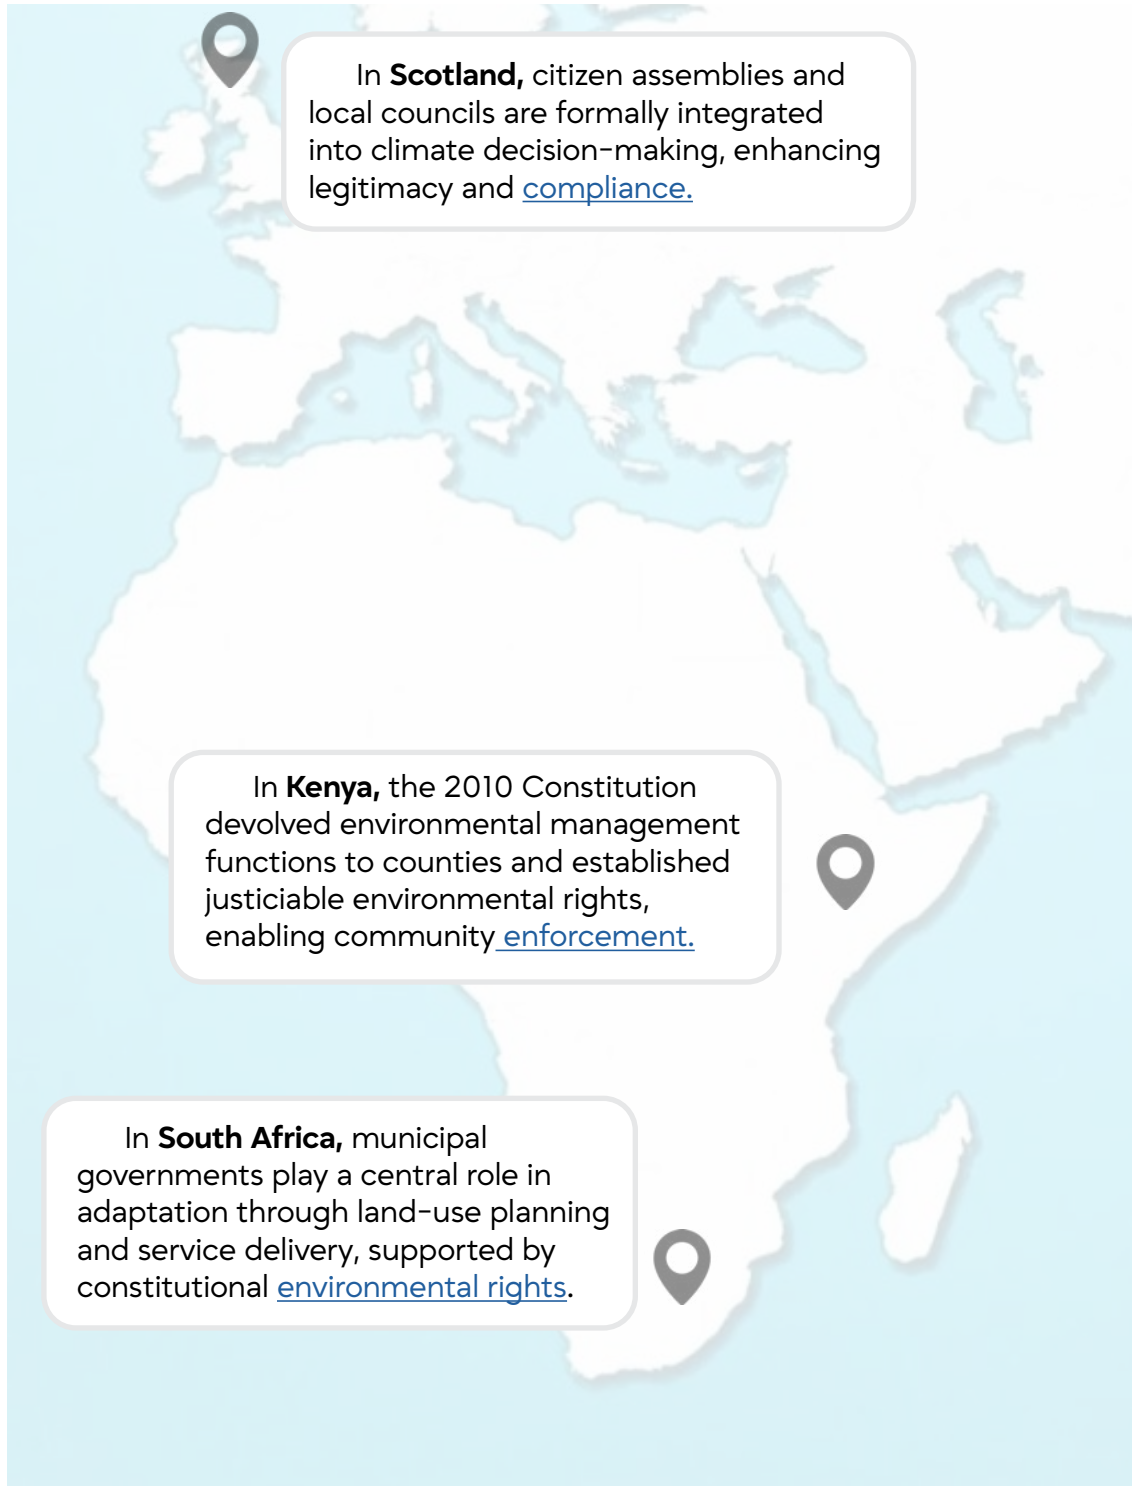 In Scotland, citizen assemblies and
local councils are formally integrated
into climate decision-making, enhancing
legitimacy and compliance.
In Kenya, the 2010 Constitution
devolved environmental management
functions to counties and established
justiciable environmental rights,
enabling community enforcement.
In South Africa, municipal
governments play a central role in
adaptation through land-use planning
and service delivery, supported by
constitutional environmental rights.